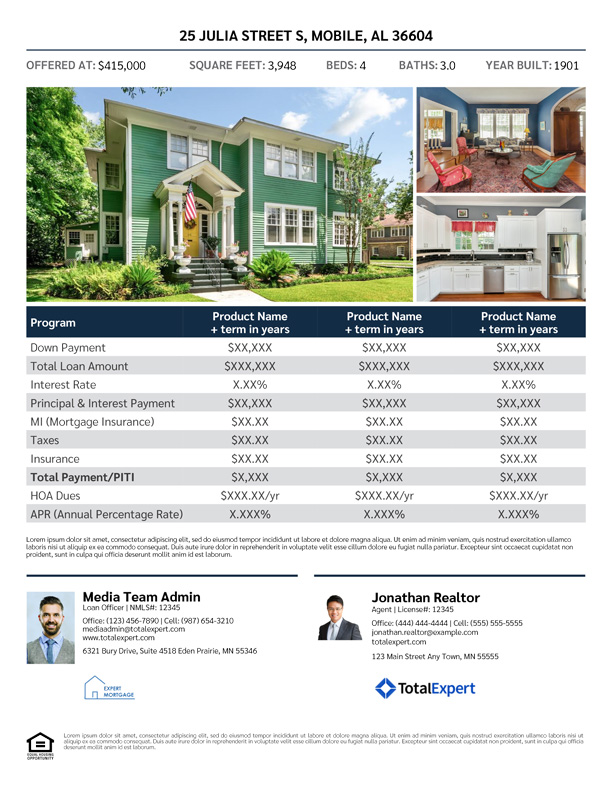 25 JULIA STREET S, MOBILE, AL 36604
OFFERED AT: $415,000 SQUARE FEET: 3,948 BEDS: 4 BATHS: 3.0 YEAR BUILT: 1901
Program Product Name + term in years Product Name + term in years Product Name + term in years
Down Payment $XX,XXX $XX,XXX $XX,XXX
Total Loan Amount $XXX,XXX $XXX,XXX $XXX,XXX
Interest Rate X.XX% X.XX% X.XX%
Principal & Interest Payment $XX,XXX $XX,XXX $XX,XXX
MI (Mortgage Insurance) $XX.XX $XX.XX $XX.XX
Taxes $XX.XX $XX.XX $XX.XX
Insurance $XX.XX $XX.XX $XX.XX
Total Payment/PITI $X,XXX $X,XXX $X,XXX
HOA Dues $XXX.XX/yr $XXX.XX/yr $XXX.XX/yr
APR (Annual Percentage Rate) X.XXX% X.XXX% X.XXX%
Lorem ipsum dolor sit amet, consectetur adipiscing elit, sed do eiusmod tempor incididunt ut labore et dolore magna aliqua. Ut enim ad minim veniam, quis nostrud exercitation ullamco
laboris nisi ut aliquip ex ea commodo consequat. Duis aute irure dolor in reprehenderit in voluptate velit esse cillum dolore eu fugiat nulla pariatur. Excepteur sint occaecat cupidatat non
proident, sunt in culpa qui officia deserunt mollit anim id est laborum.
Media Team Admin
Loan Officer | NMLS#: 12345
Office: (123) 456-7890 | Cell: (987) 654-3210
mediaadmin@totalexpert.com
www.totalexpert.com
6321 Bury Drive, Suite 4518 Eden Prairie, MN 55346
EXPERT
MORTGAGE
Jonathan Realtor
Agent | License#: 12345
Office: (444) 444-4444 | Cell: (555) 555-5555
jonathan.realtor@example.com
totalexpert.com
123 Main Street Any Town, MN 55555
TotalExpert
EQUAL HOUSING
OPPORTUNITY
Lorem ipsum dolor sit amet, consectetur adipiscing elit, sed do eiusmod tempor incididunt ut labore et dolore magna aliqua. Ut enim ad minim veniam, quis nostrud exercitation ullamco laboris nisi ut
aliquip ex ea commodo consequat. Duis aute irure dolor in reprehenderit in voluptate velit esse cillum dolore eu fugiat nulla pariatur. Excepteur sint occaecat cupidatat non proident, sunt in culpa qui officia
deserunt mollit anim id est laborum.